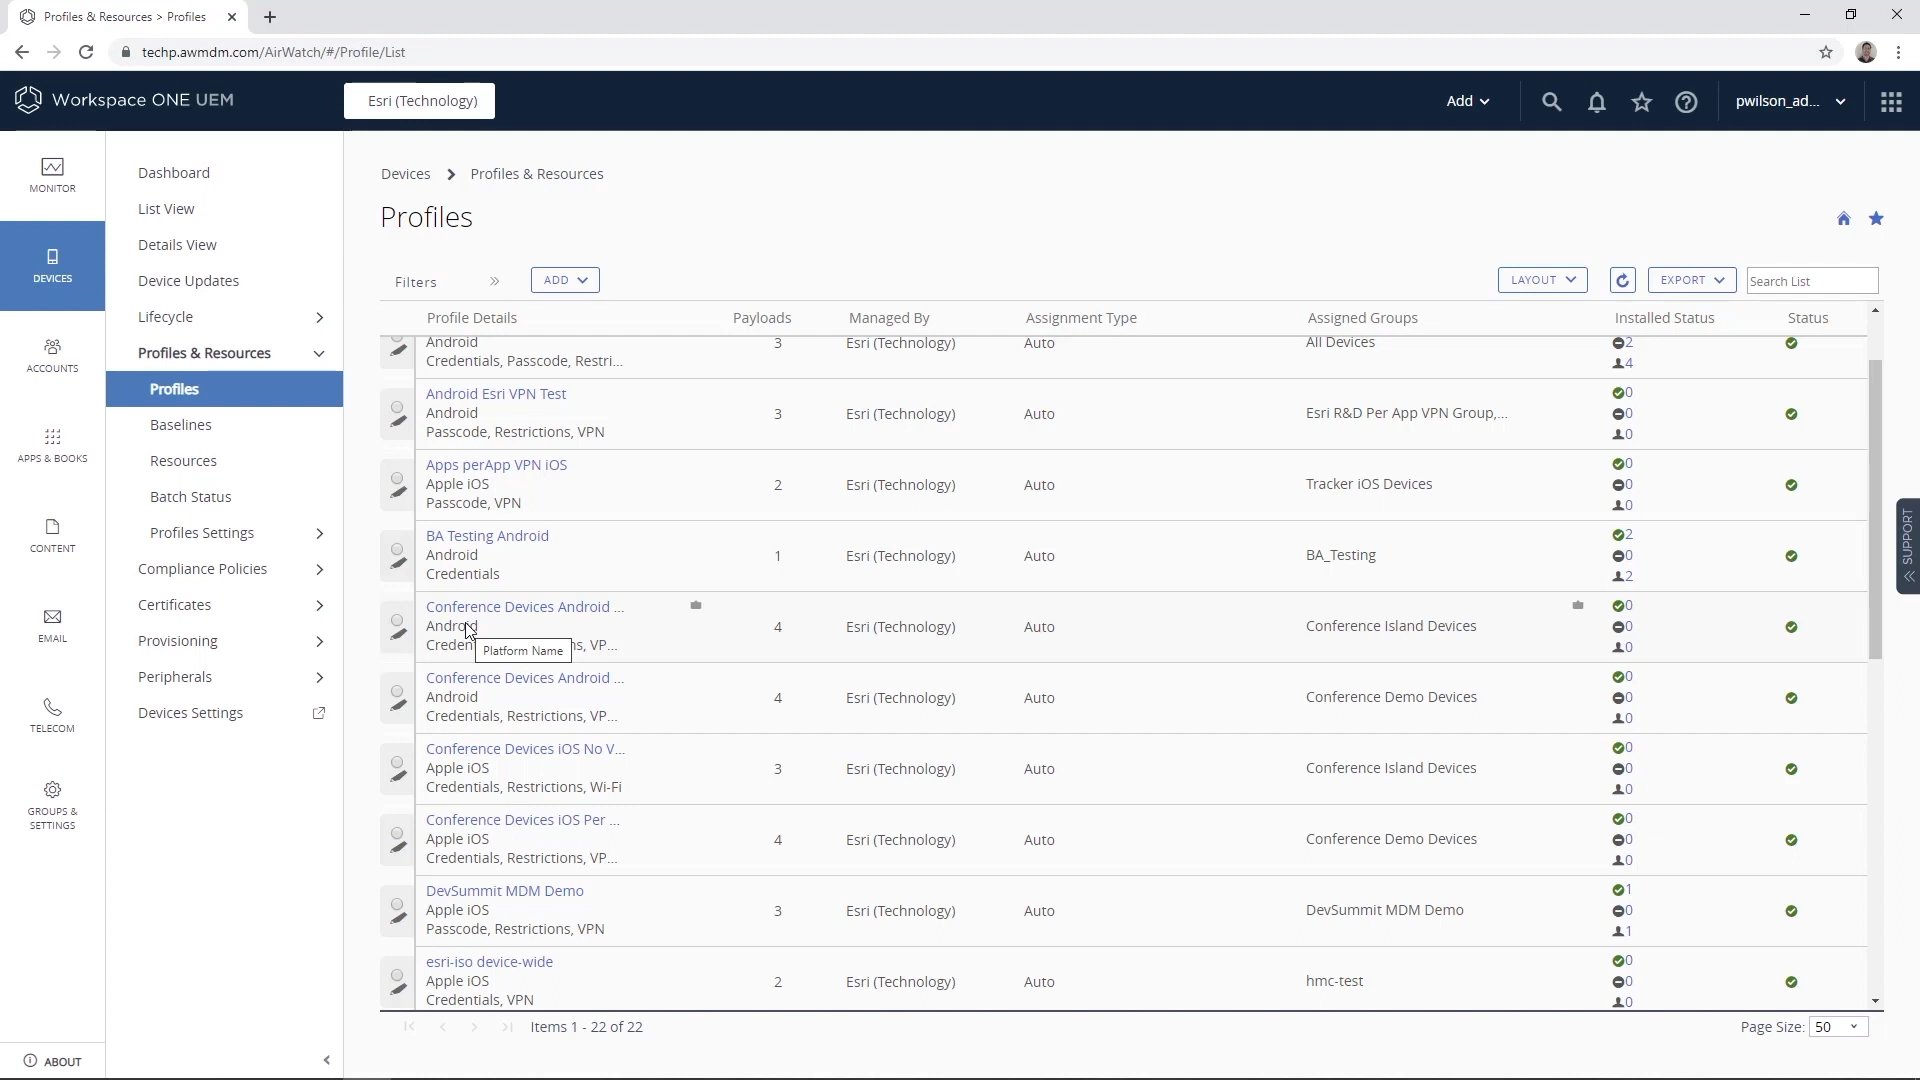 Profiles & Resources > Profiles
techp.awmdm.com/AirWatch/#/Profile/List
Workspace ONE UEM
Esri (Technology)
Add
pwilson_ad...
MONITOR
DEVICES
ACCOUNTS
APPS & BOOKS
CONTENT
EMAIL
TELECOM
GROUPS &
SETTINGS
ABOUT
Dashboard
List View
Details View
Device Updates
Lifecycle
Profiles & Resources
Profiles
Baselines
Resources
Batch Status
Profiles Settings
Compliance Policies
Certificates
Provisioning
Peripherals
Devices Settings
Devices > Profiles & Resources
Profiles
Filters » ADD
LAYOUT EXPORT Search List
Profile Details Payloads Managed By Assignment Type Assigned Groups Installed Status Status
Android 3 Esri (Technology) Auto All Devices 2
Credentials, Passcode, Restri... 4
Android Esri VPN Test 0
Android 3 Esri (Technology) Auto Esri R&D Per App VPN Group,... 0
Passcode, Restrictions, VPN 0
Apps perApp VPN iOS 0
Apple iOS 2 Esri (Technology) Auto Tracker iOS Devices 0
Passcode, VPN 0
BA Testing Android 2
Android 1 Esri (Technology) Auto BA_Testing 0
Credentials 2
Conference Devices Android ... 0
Android 4 Esri (Technology) Auto Conference Island Devices 0
Creden s, VP... 0
Platform Name
Conference Devices Android ... 0
Android 4 Esri (Technology) Auto Conference Demo Devices 0
Credentials, Restrictions, VP... 0
Conference Devices iOS No V... 0
Apple iOS 3 Esri (Technology) Auto Conference Island Devices 0
Credentials, Restrictions, Wi-Fi 0
Conference Devices iOS Per ... 0
Apple iOS 4 Esri (Technology) Auto Conference Demo Devices 0
Credentials, Restrictions, VP... 0
DevSummit MDM Demo 1
Apple iOS 3 Esri (Technology) Auto DevSummit MDM Demo 0
Passcode, Restrictions, VPN 1
esri-iso device-wide 0
Apple iOS 2 Esri (Technology) Auto hmc-test 0
Credentials, VPN 0
Items 1 - 22 of 22
Page Size: 50
SUPPORT